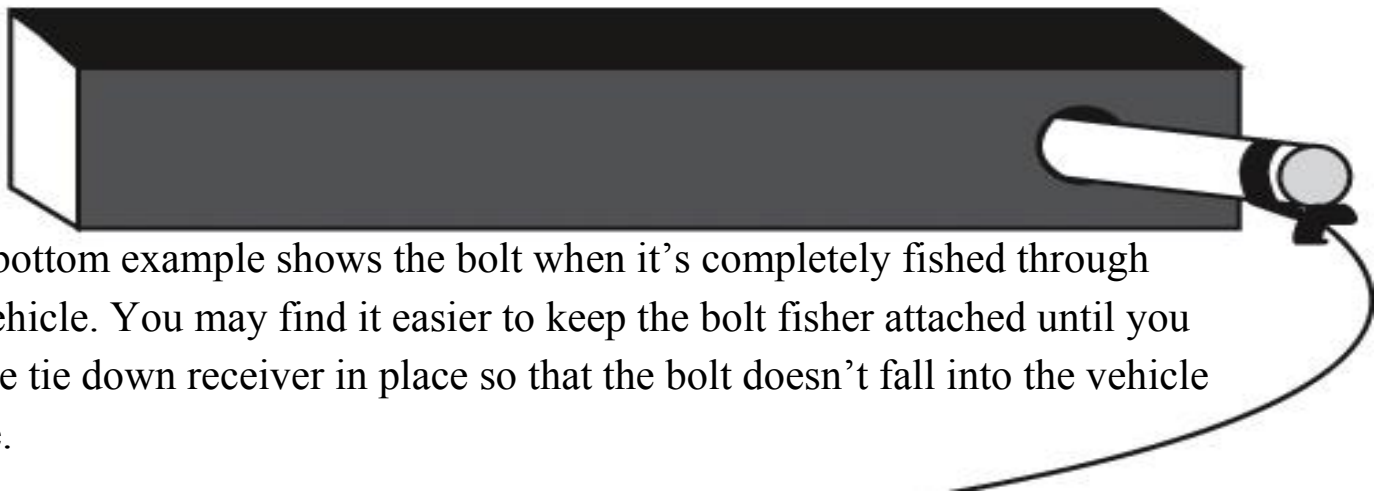 bottom example shows the bolt when it’s completely fished through
ehicle. You may find it easier to keep the bolt fisher attached until you
e tie down receiver in place so that the bolt doesn’t fall into the vehicle